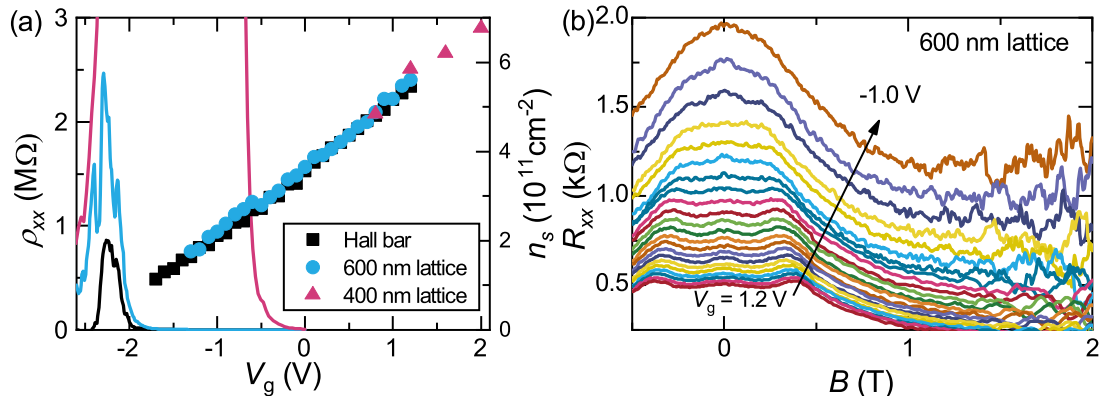 (a)
3
2
1
0
ρxx (MΩ)
-2
-1
0
1
2
Vg (V)
6
4
2
0
ns (10^11cm^-2)
Hall bar
600 nm lattice
400 nm lattice
(b)
2.0
1.5
1.0
0.5
Rxx (kΩ)
600 nm lattice
-1.0 V
Vg = 1.2 V
0
1
2
B (T)